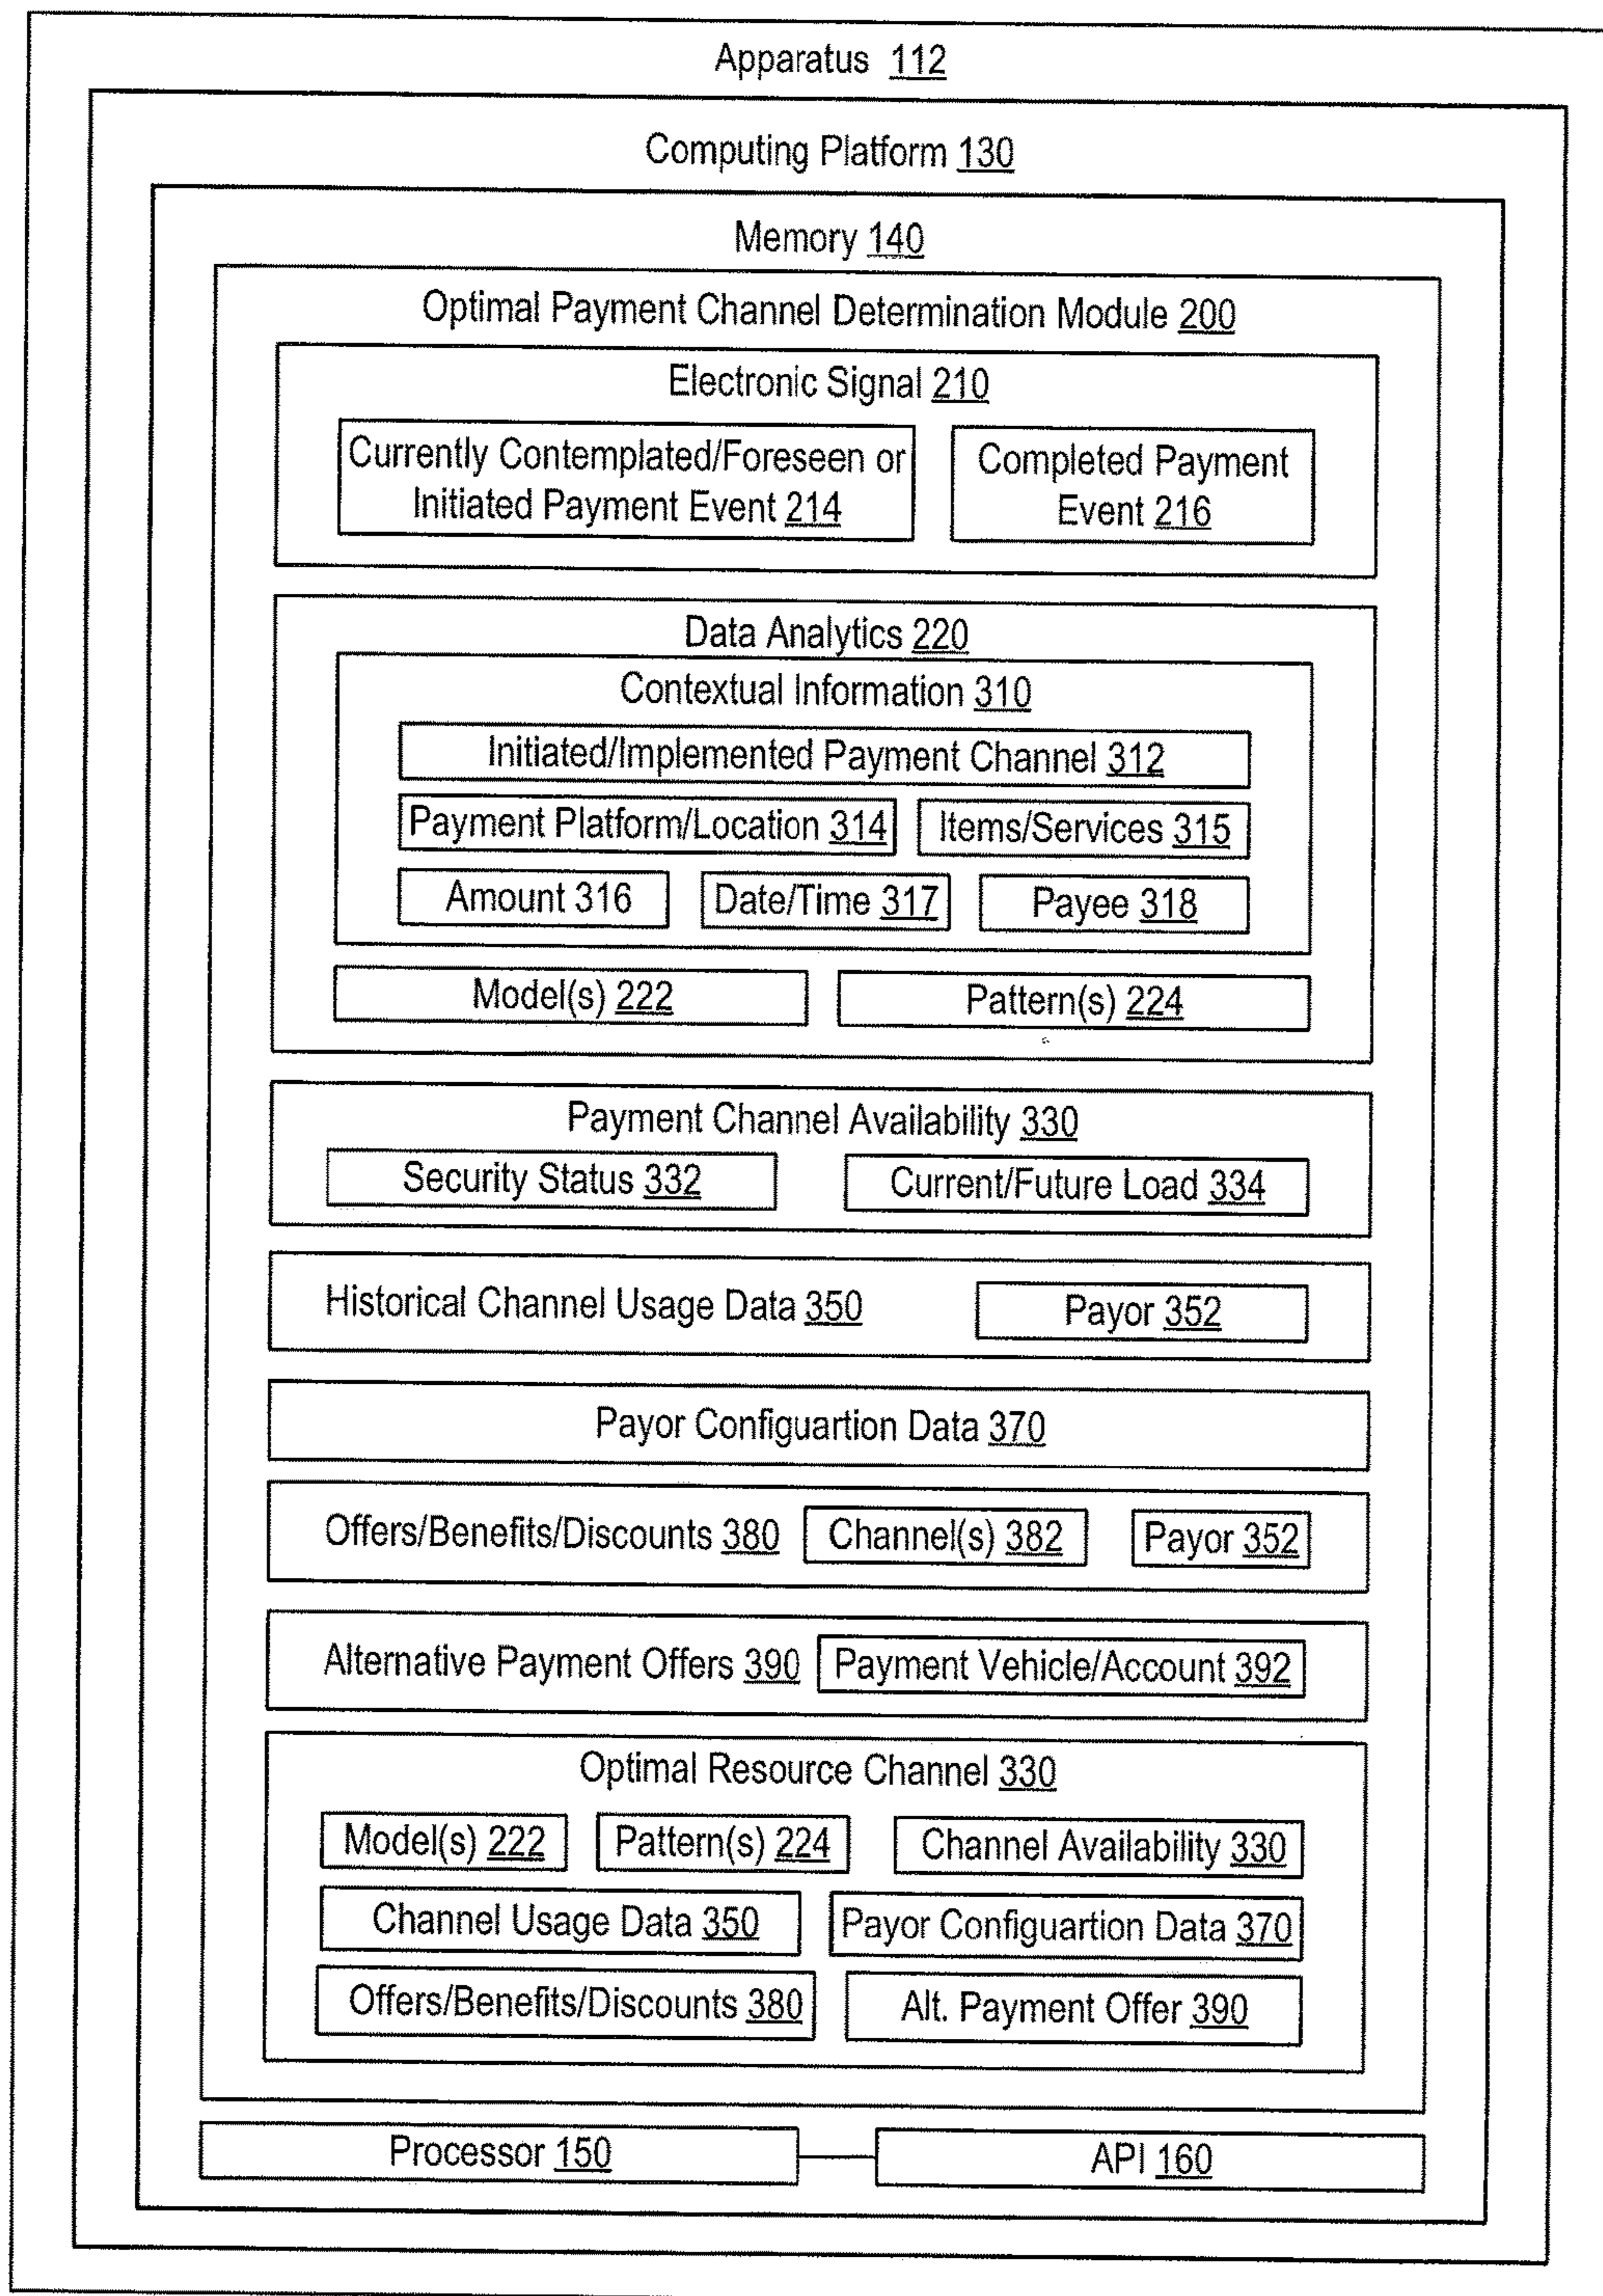 Apparatus 112
Computing Platform 130
Memory 140
Optimal Payment Channel Determination Module 200
Electronic Signal 210
Currently Contemplated/Foreseen or
Initiated Payment Event 214
Completed Payment
Event 216
Data Analytics 220
Contextual Information 310
Initiated/Implemented Payment Channel 312
Payment Platform/Location 314
Items/Services 315
Amount 316
Date/Time 317
Payee 318
Model(s) 222
Pattern(s) 224
Payment Channel Availability 330
Security Status 332
Current/Future Load 334
Historical Channel Usage Data 350
Payor 352
Payor Configuartion Data 370
Offers/Benefits/Discounts 380
Channel(s) 382
Payor 352
Alternative Payment Offers 390
Payment Vehicle/Account 392
Optimal Resource Channel 330
Model(s) 222
Pattern(s) 224
Channel Availability 330
Channel Usage Data 350
Payor Configuartion Data 370
Offers/Benefits/Discounts 380
Alt. Payment Offer 390
Processor 150
API 160